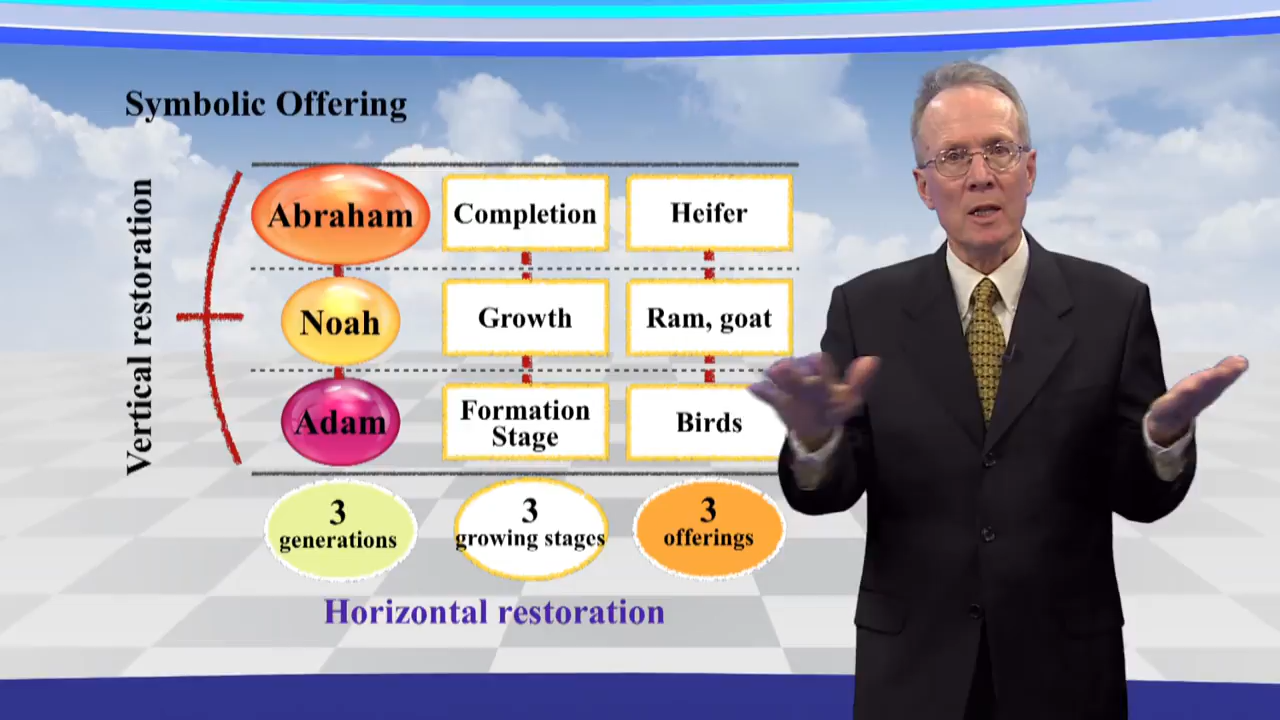 Symbolic Offering
Vertical restoration
Abraham
Completion
Heifer
Noah
Growth
Ram, goat
Adam
Formation
Stage
Birds
3
generations
3
growing stages
3
offerings
Horizontal restoration